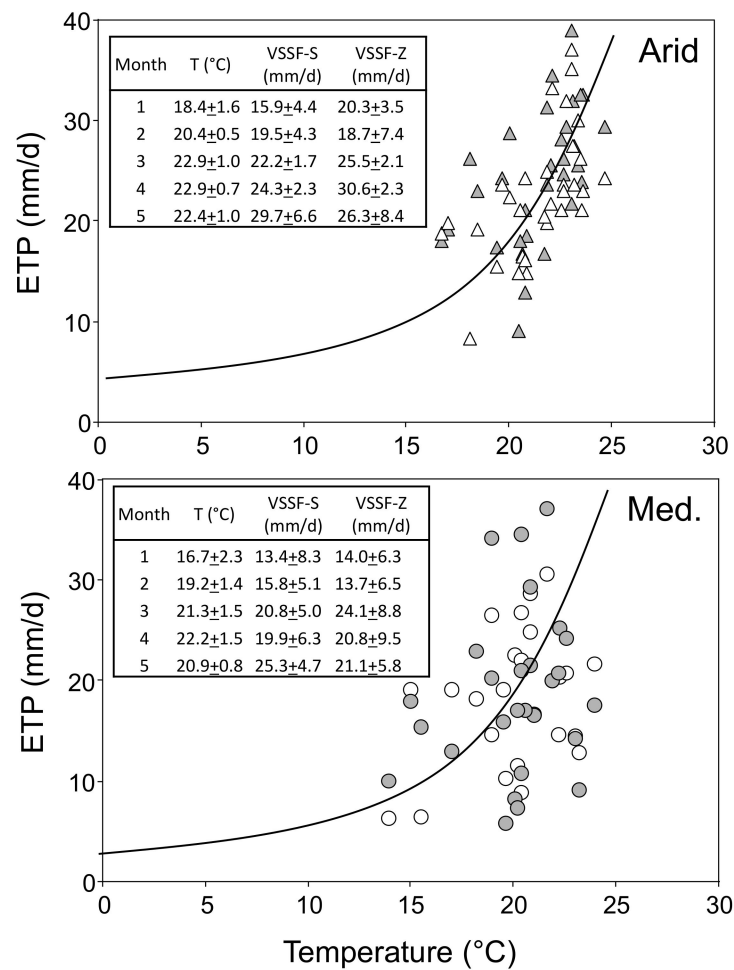 40
30
20
10
0
ETP (mm/d)
Arid
Month T (°C) VSSF-S (mm/d) VSSF-Z (mm/d)
1 18.4±1.6 15.9±4.4 20.3±3.5
2 20.4±0.5 19.5±4.3 18.7±7.4
3 22.9±1.0 22.2±1.7 25.5±2.1
4 22.9±0.7 24.3±2.3 30.6±2.3
5 22.4±1.0 29.7±6.6 26.3±8.4
0 5 10 15 20 25 30
40
30
20
10
0
ETP (mm/d)
Med.
Month T (°C) VSSF-S (mm/d) VSSF-Z (mm/d)
1 16.7±2.3 13.4±8.3 14.0±6.3
2 19.2±1.4 15.8±5.1 13.7±6.5
3 21.3±1.5 20.8±5.0 24.1±8.8
4 22.2±1.5 19.9±6.3 20.8±9.5
5 20.9±0.8 25.3±4.7 21.1±5.8
0 5 10 15 20 25 30
Temperature (°C)